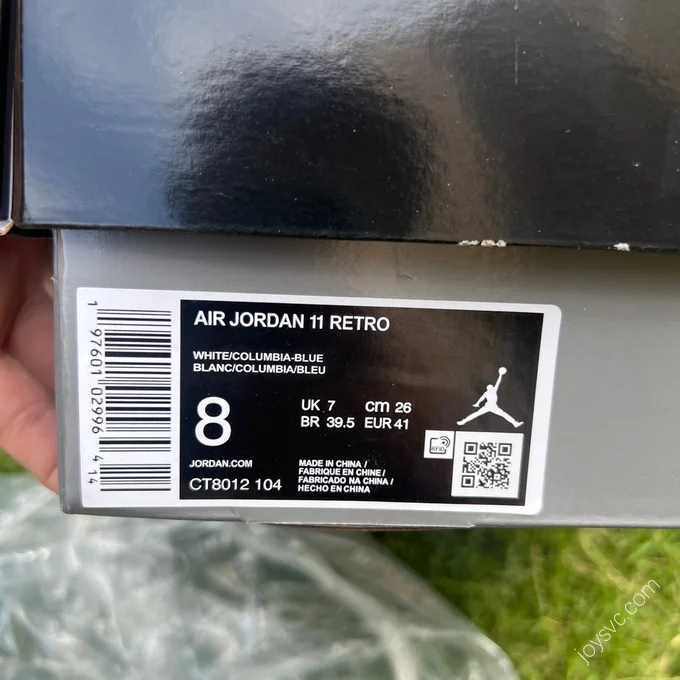 AIR JORDAN 11 RETRO
WHITE/COLUMBIA-BLUE
BLANC/COLUMBIA/BLEU
8
UK 7 cm 26
BR 39.5 EUR 41
JORDAN.COM
CT8012 104
MADE IN CHINA /
FABRIQUE EN CHINE /
FABRICADO NA CHINA /
HECHO EN CHINA
RFID
1 97601 02996 4 14
joysvc.com